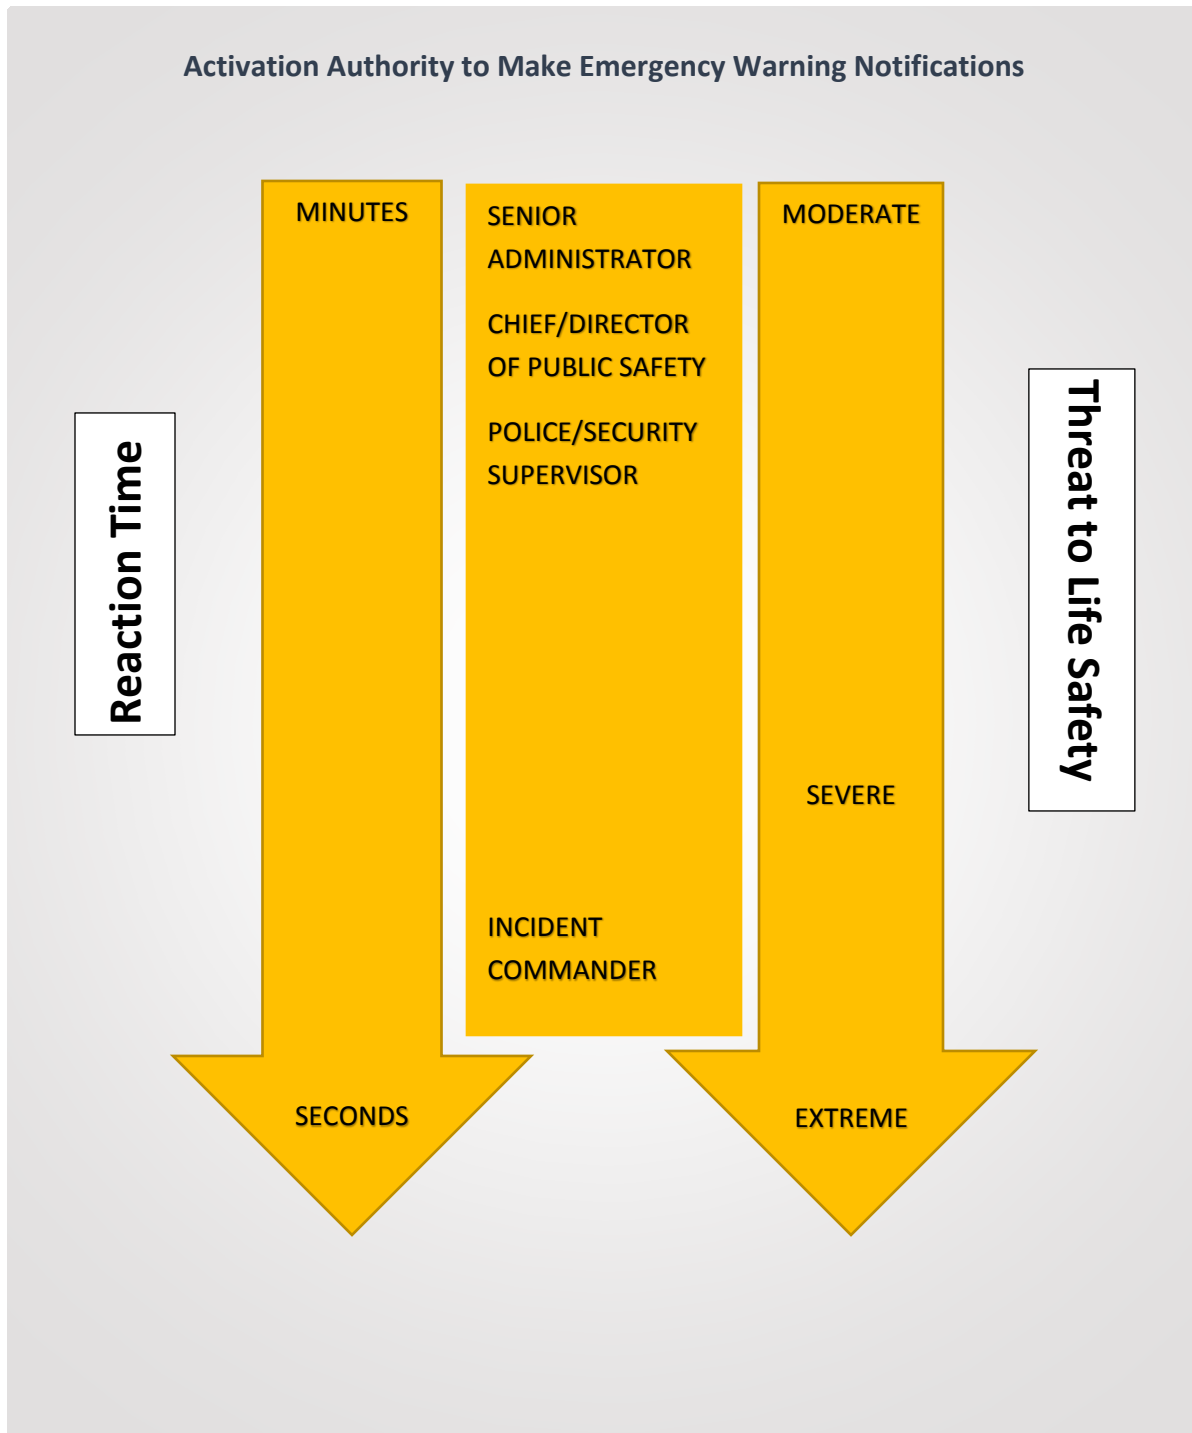 Activation Authority to Make Emergency Warning Notifications
Reaction Time
MINUTES
SECONDS
SENIOR
ADMINISTRATOR
CHIEF/DIRECTOR
OF PUBLIC SAFETY
POLICE/SECURITY
SUPERVISOR
INCIDENT
COMMANDER
MODERATE
SEVERE
EXTREME
Threat to Life Safety